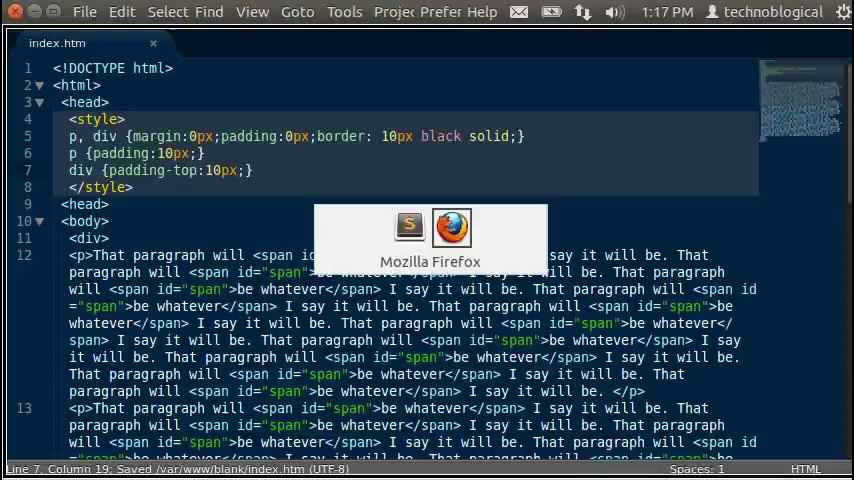 File Edit Select Find View Goto Tools Projec Prefer Help 1:17 PM technoblogical
index.htm ×
1 <!DOCTYPE html>
2 <html>
3 <head>
4 <style>
5 p, div {margin:0px;padding:0px;border: 10px black solid;}
6 p {padding:10px;}
7 div {padding-top:10px;}
8 </style>
9 <head>
10 <body>
11 <div>
12 <p>That paragraph will <span say it will be. That
paragraph will <span id="span">be whatever</span> I say it will be. That paragraph
will <span id="span">be whatever</span> I say it will be. That paragraph will <span id
="span">be whatever</span> I say it will be. That paragraph will <span id="span">be
whatever</span> I say it will be. That paragraph will <span id="span">be whatever</
span> I say it will be. That paragraph will <span id="span">be whatever</span> I say
it will be. That paragraph will <span id="span">be whatever</span> I say it will be.
That paragraph will <span id="span">be whatever</span> I say it will be. That
paragraph will <span id="span">be whatever</span> I say it will be. </p>
13 <p>That paragraph will <span id="span">be whatever</span> I say it will be. That
paragraph will <span id="span">be whatever</span> I say it will be. That paragraph
will <span id="span">be whatever</span> I say it will be. That paragraph will <span id
S
Mozilla Firefox
Line 7, Column 19; Saved /var/www/blank/index.htm (UTF-8) Spaces: 1 HTML